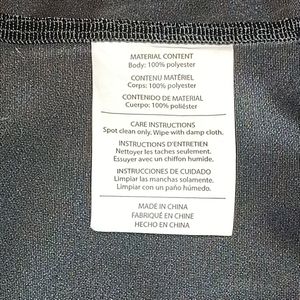 MATERIAL CONTENT
Body: 100% polyester
CONTENU MATÉRIEL
Corps: 100% polyester
CONTENIDO DE MATERIAL
Cuerpo: 100% poliéster
CARE INSTRUCTIONS
Spot clean only. Wipe with damp cloth.
INSTRUCTIONS D'ENTRETIEN
Nettoyer les taches seulement.
Essuyer avec un chiffon humide.
INSTRUCCIONES DE CUIDADO
Limpiar las manchas solamente.
Limpiar con un paño húmedo.
MADE IN CHINA
FABRIQUÉ EN CHINE
HECHO EN CHINA